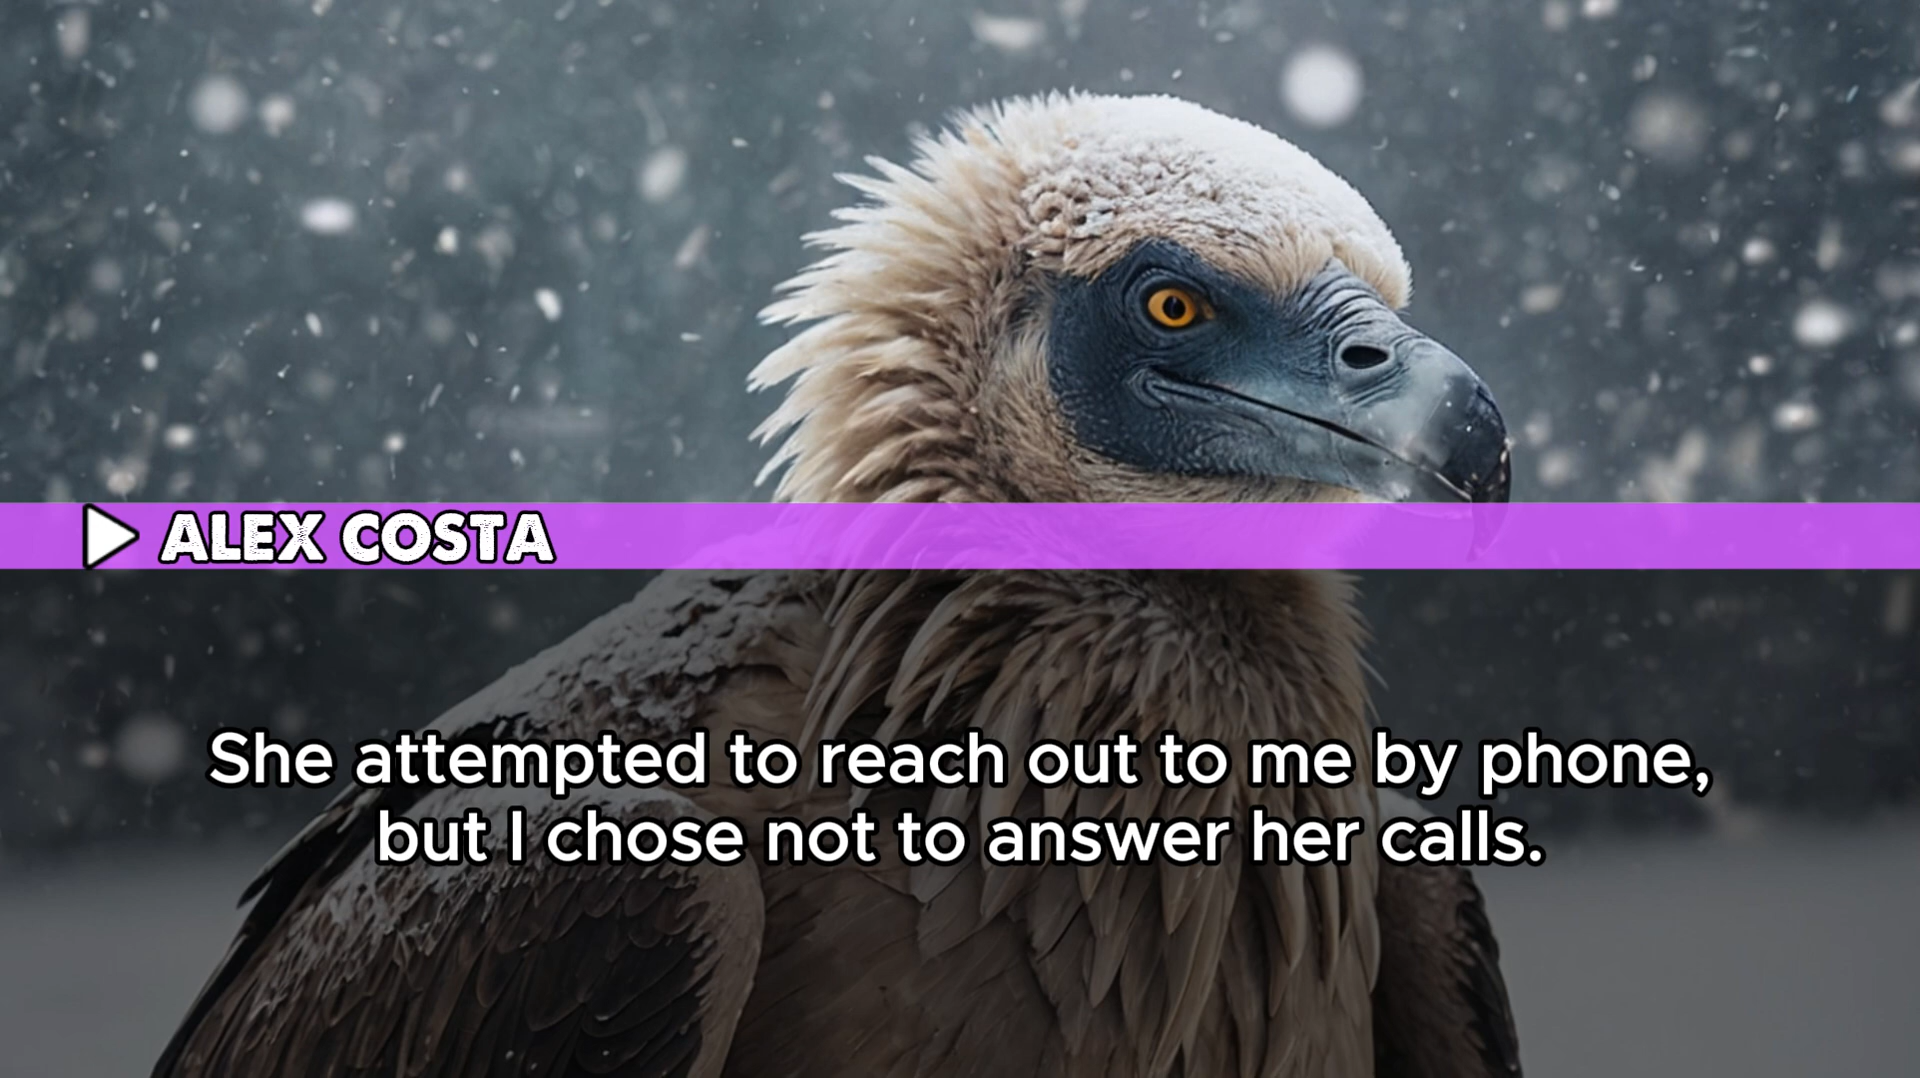 ALEX COSTA
She attempted to reach out to me by phone,
but I chose not to answer her calls.